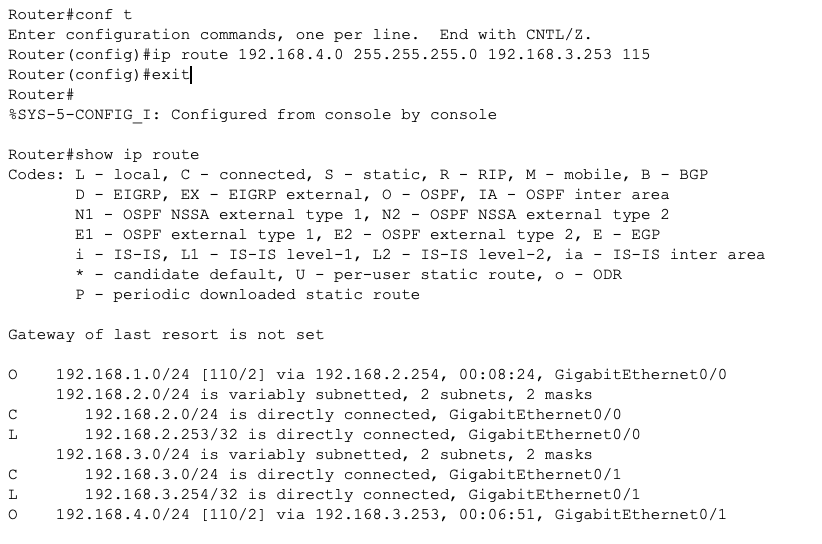 Router#conf t
Enter configuration commands, one per line.  End with CNTL/Z.
Router(config)#ip route 192.168.4.0 255.255.255.0 192.168.3.253 115
Router(config)#exit
Router#
%SYS-5-CONFIG_I: Configured from console by console

Router#show ip route
Codes: L - local, C - connected, S - static, R - RIP, M - mobile, B - BGP
       D - EIGRP, EX - EIGRP external, O - OSPF, IA - OSPF inter area
       N1 - OSPF NSSA external type 1, N2 - OSPF NSSA external type 2
       E1 - OSPF external type 1, E2 - OSPF external type 2, E - EGP
       i - IS-IS, L1 - IS-IS level-1, L2 - IS-IS level-2, ia - IS-IS inter area
       * - candidate default, U - per-user static route, o - ODR
       P - periodic downloaded static route

Gateway of last resort is not set

O    192.168.1.0/24 [110/2] via 192.168.2.254, 00:08:24, GigabitEthernet0/0
     192.168.2.0/24 is variably subnetted, 2 subnets, 2 masks
C       192.168.2.0/24 is directly connected, GigabitEthernet0/0
L       192.168.2.253/32 is directly connected, GigabitEthernet0/0
     192.168.3.0/24 is variably subnetted, 2 subnets, 2 masks
C       192.168.3.0/24 is directly connected, GigabitEthernet0/1
L       192.168.3.254/32 is directly connected, GigabitEthernet0/1
O    192.168.4.0/24 [110/2] via 192.168.3.253, 00:06:51, GigabitEthernet0/1